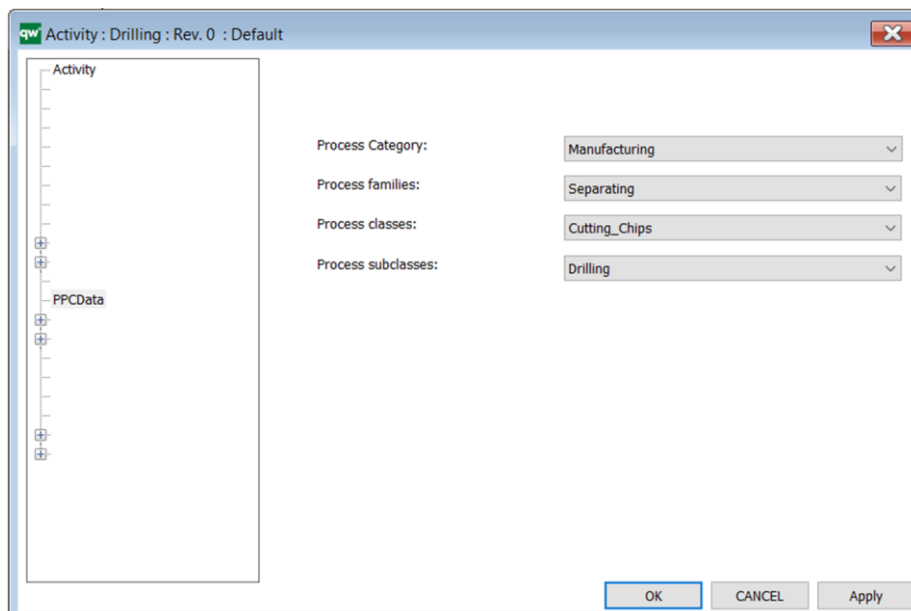 qw Activity : Drilling : Rev. 0 : Default
Activity
Process Category: Manufacturing
Process families: Separating
Process classes: Cutting_Chips
Process subclasses: Drilling
PPCData
OK CANCEL Apply